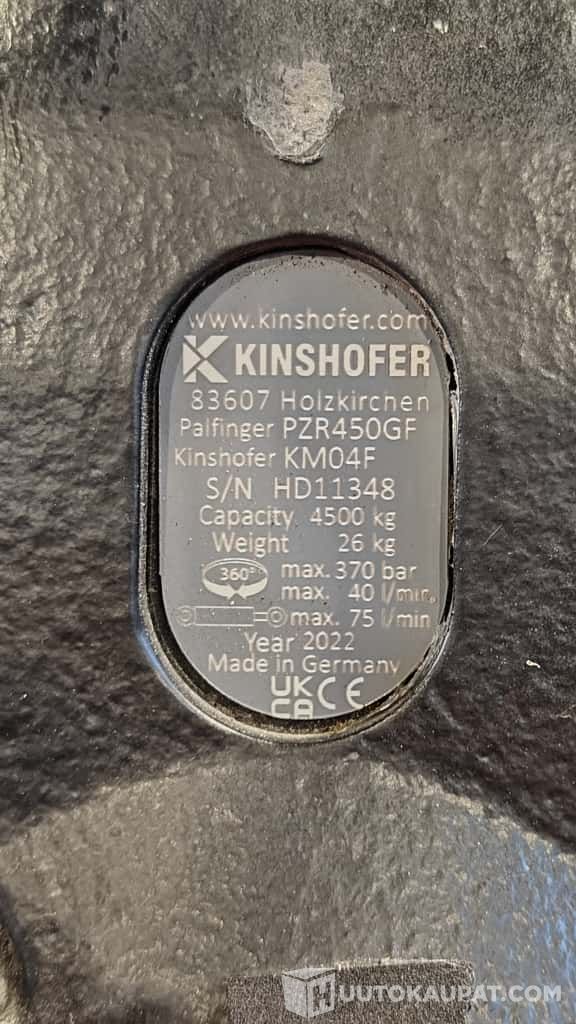 www.kinshofer.com
KINSHOFER
83607 Holzkirchen
Palfinger PZR450GF
Kinshofer KM04F
S/N HD11348
Capacity 4500 kg
Weight 26 kg
360° max. 370 bar
max. 40 l/min
max. 75 l/min
Year 2022
Made in Germany
UK CA CE
HUUTOKAUPAT.COM